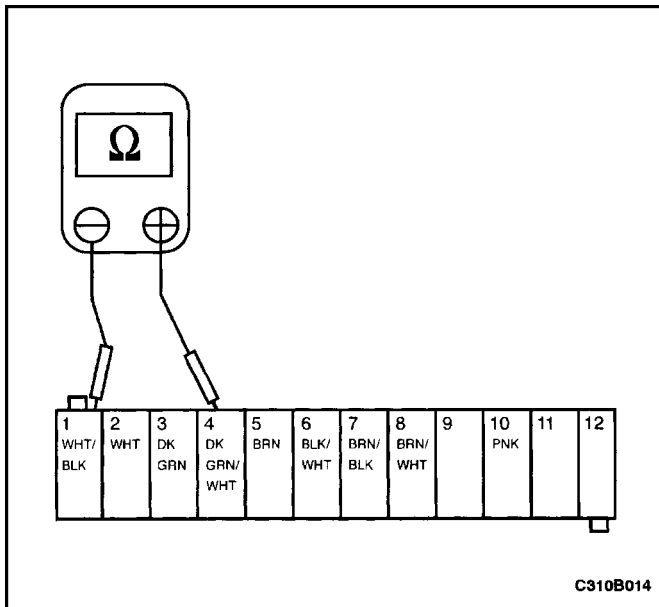 Ω
1 2 3 4 5 6 7 8 9 10 11 12
WHT/ WHT DK DK BRN BLK/ BRN/ BRN/ PNK
BLK GRN GRN/ WHT BLK WHT
WHT
C310B014